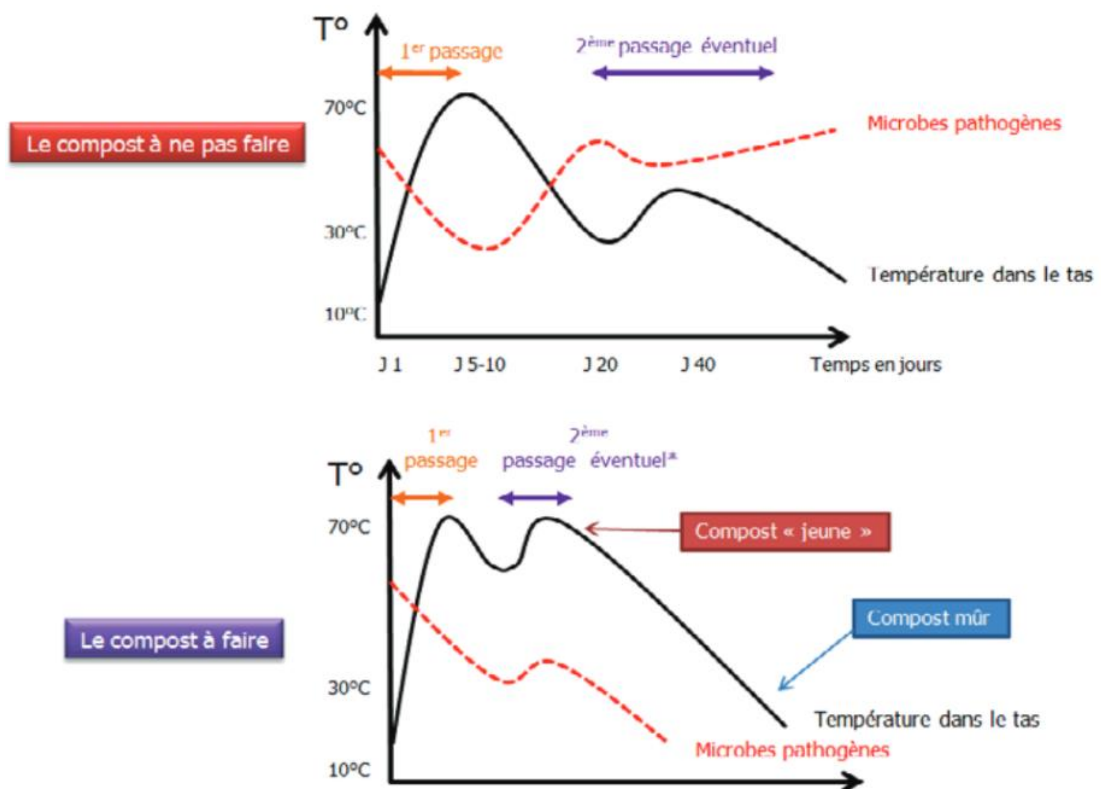 T°
1er passage
2ème passage éventuel
70°C
Microbes pathogènes
Le compost à ne pas faire
30°C
Température dans le tas
10°C
J 1
J 5-10
J 20
J 40
Temps en jours
1er
passage
2ème
passage éventuel*
T°
70°C
Compost « jeune »
Compost mûr
Le compost à faire
30°C
Température dans le tas
Microbes pathogènes
10°C